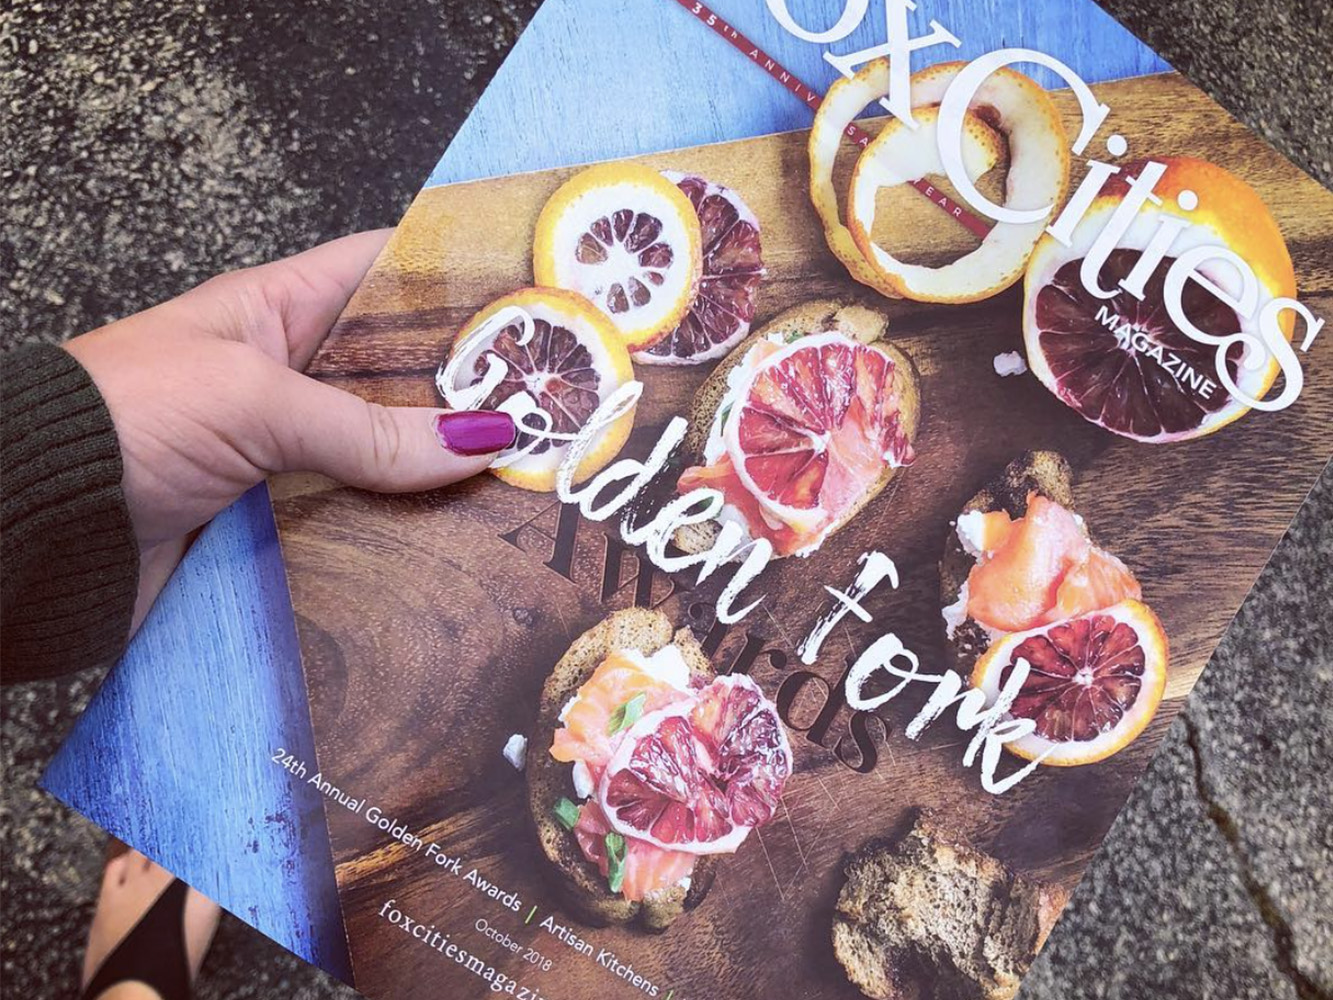 35th ANNIVERSARY YEAR
oxCities
MAGAZINE
Golden fork
Awards
24th Annual Golden Fork Awards | Artisan Kitchens |
October 2018
foxcitiesmagazi